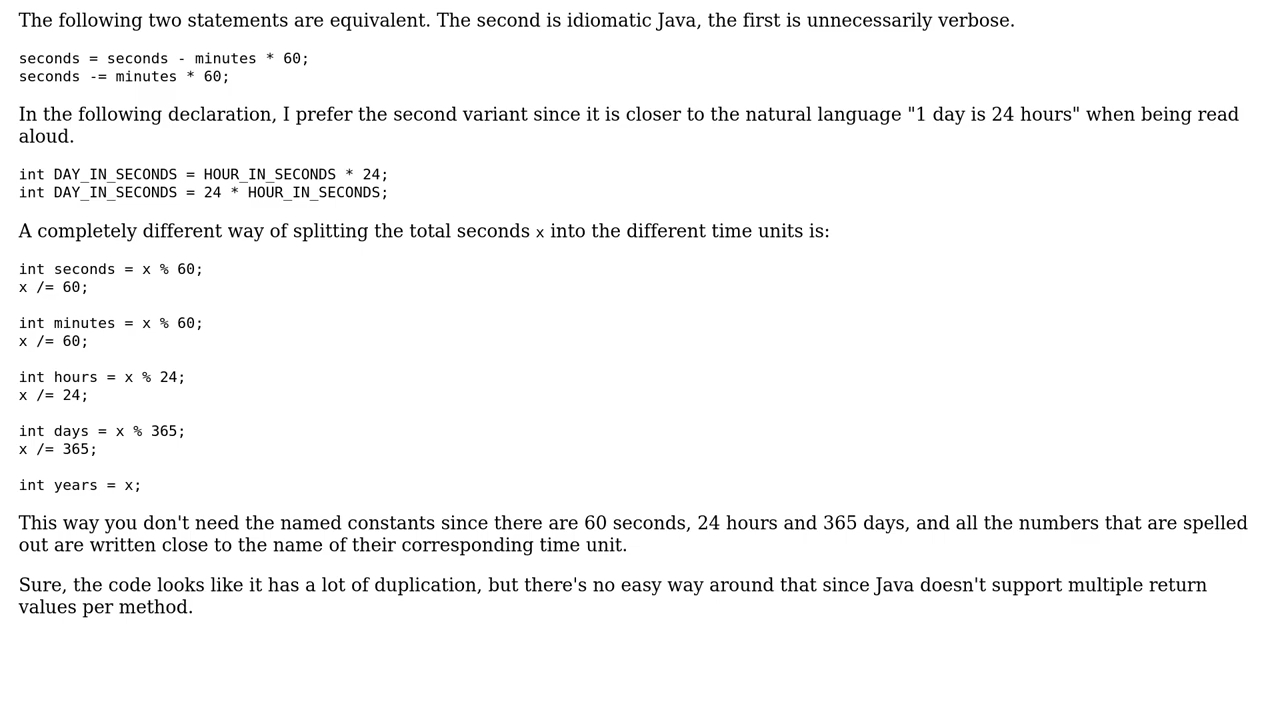 The following two statements are equivalent. The second is idiomatic Java, the first is unnecessarily verbose.
seconds = seconds - minutes * 60;
seconds -= minutes * 60;
In the following declaration, I prefer the second variant since it is closer to the natural language "1 day is 24 hours" when being read
aloud.
int DAY_IN_SECONDS = HOUR_IN_SECONDS * 24;
int DAY_IN_SECONDS = 24 * HOUR_IN_SECONDS;
A completely different way of splitting the total seconds x into the different time units is:
int seconds = x % 60;
x /= 60;
int minutes = x % 60;
x /= 60;
int hours = x % 24;
x /= 24;
int days = x % 365;
x /= 365;
int years = x;
This way you don't need the named constants since there are 60 seconds, 24 hours and 365 days, and all the numbers that are spelled
out are written close to the name of their corresponding time unit.
Sure, the code looks like it has a lot of duplication, but there's no easy way around that since Java doesn't support multiple return
values per method.